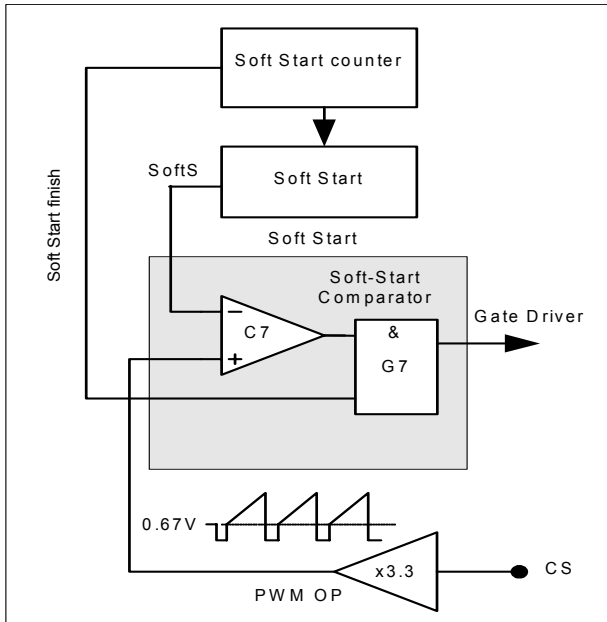 Soft Start counter
SoftS
Soft Start
Soft Start finish
Soft Start
Soft-Start
Comparator
Gate Driver
−
C7
+
&
G7
0.67V
x3.3
CS
PWM OP